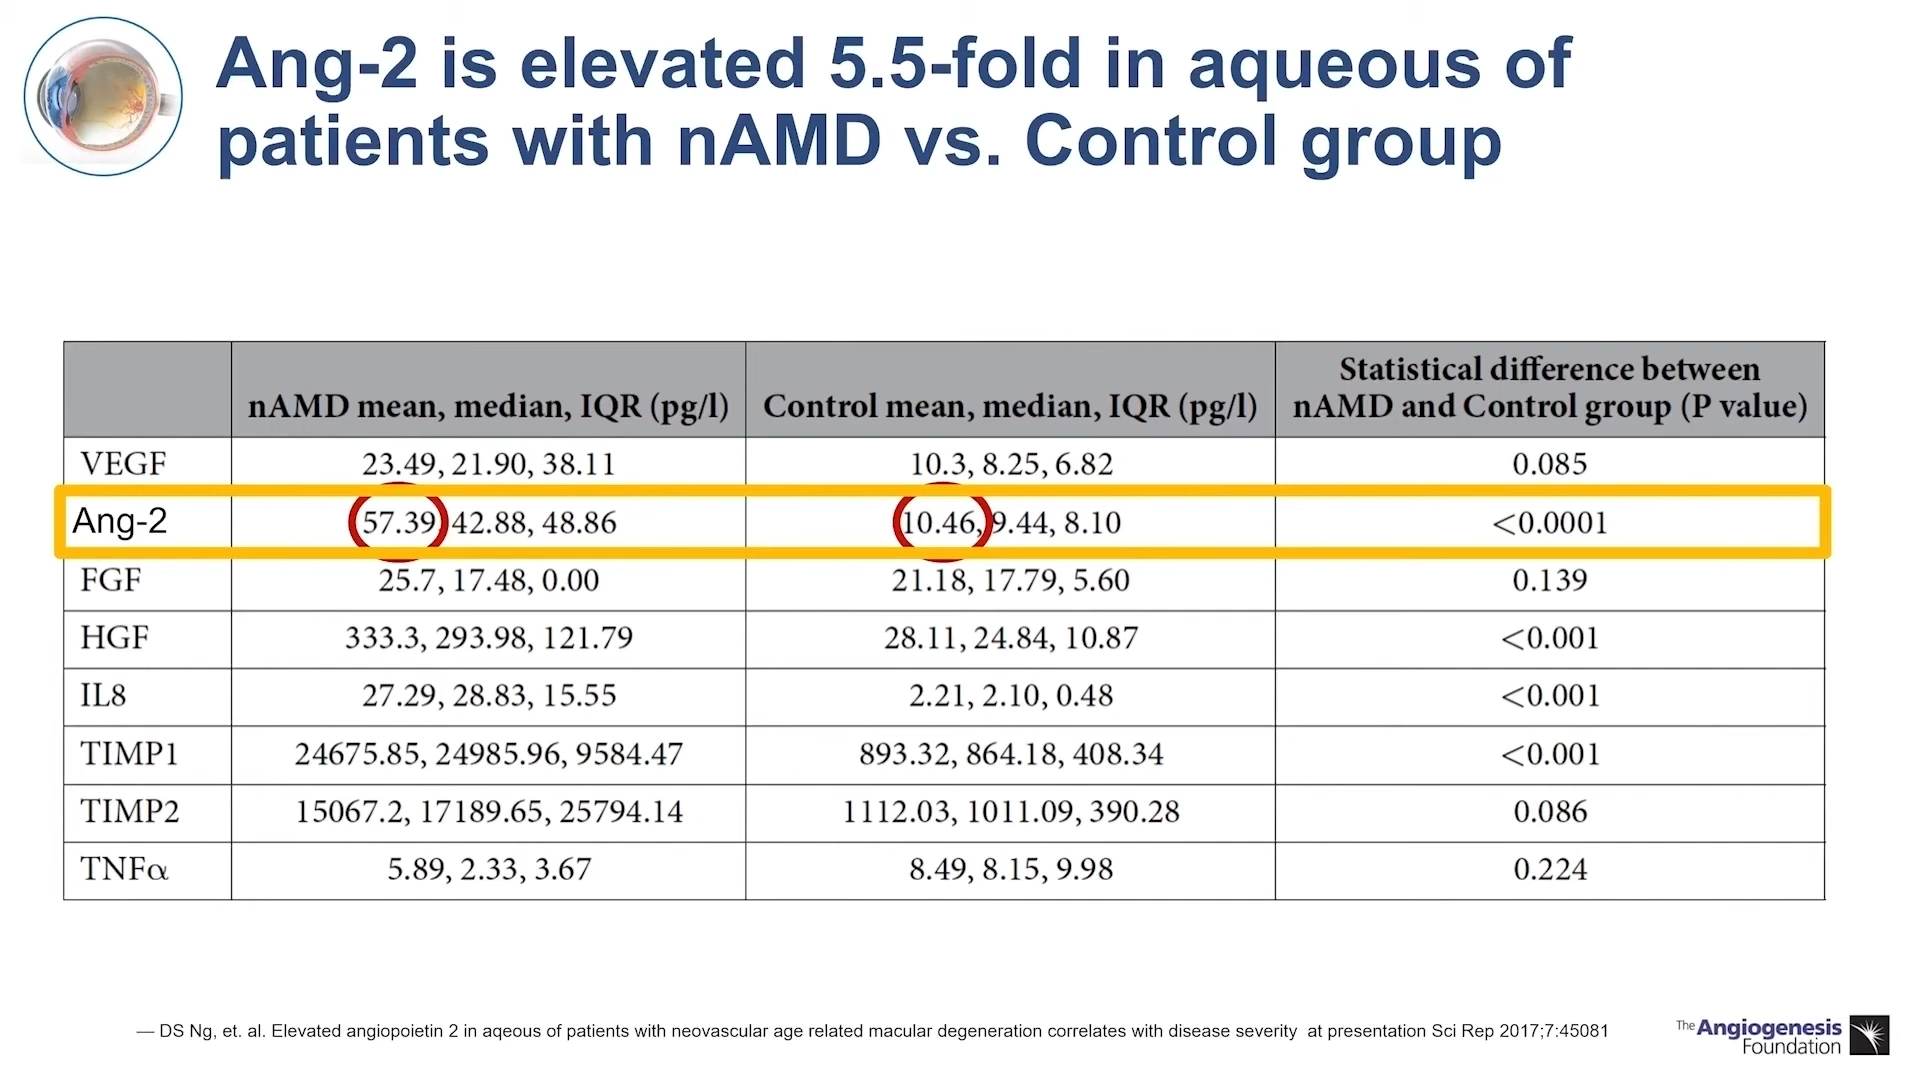 Ang-2 is elevated 5.5-fold in aqueous of
patients with nAMD vs. Control group
nAMD mean, median, IQR (pg/l) Control mean, median, IQR (pg/l) Statistical difference between nAMD and Control group (P value)
VEGF 23.49, 21.90, 38.11 10.3, 8.25, 6.82 0.085
Ang-2 57.39, 42.88, 48.86 10.46, 9.44, 8.10 <0.0001
FGF 25.7, 17.48, 0.00 21.18, 17.79, 5.60 0.139
HGF 333.3, 293.98, 121.79 28.11, 24.84, 10.87 <0.001
IL8 27.29, 28.83, 15.55 2.21, 2.10, 0.48 <0.001
TIMP1 24675.85, 24985.96, 9584.47 893.32, 864.18, 408.34 <0.001
TIMP2 15067.2, 17189.65, 25794.14 1112.03, 1011.09, 390.28 0.086
TNFα 5.89, 2.33, 3.67 8.49, 8.15, 9.98 0.224
— DS Ng, et. al. Elevated angiopoietin 2 in aqeous of patients with neovascular age related macular degeneration correlates with disease severity at presentation Sci Rep 2017;7:45081
The Angiogenesis
Foundation